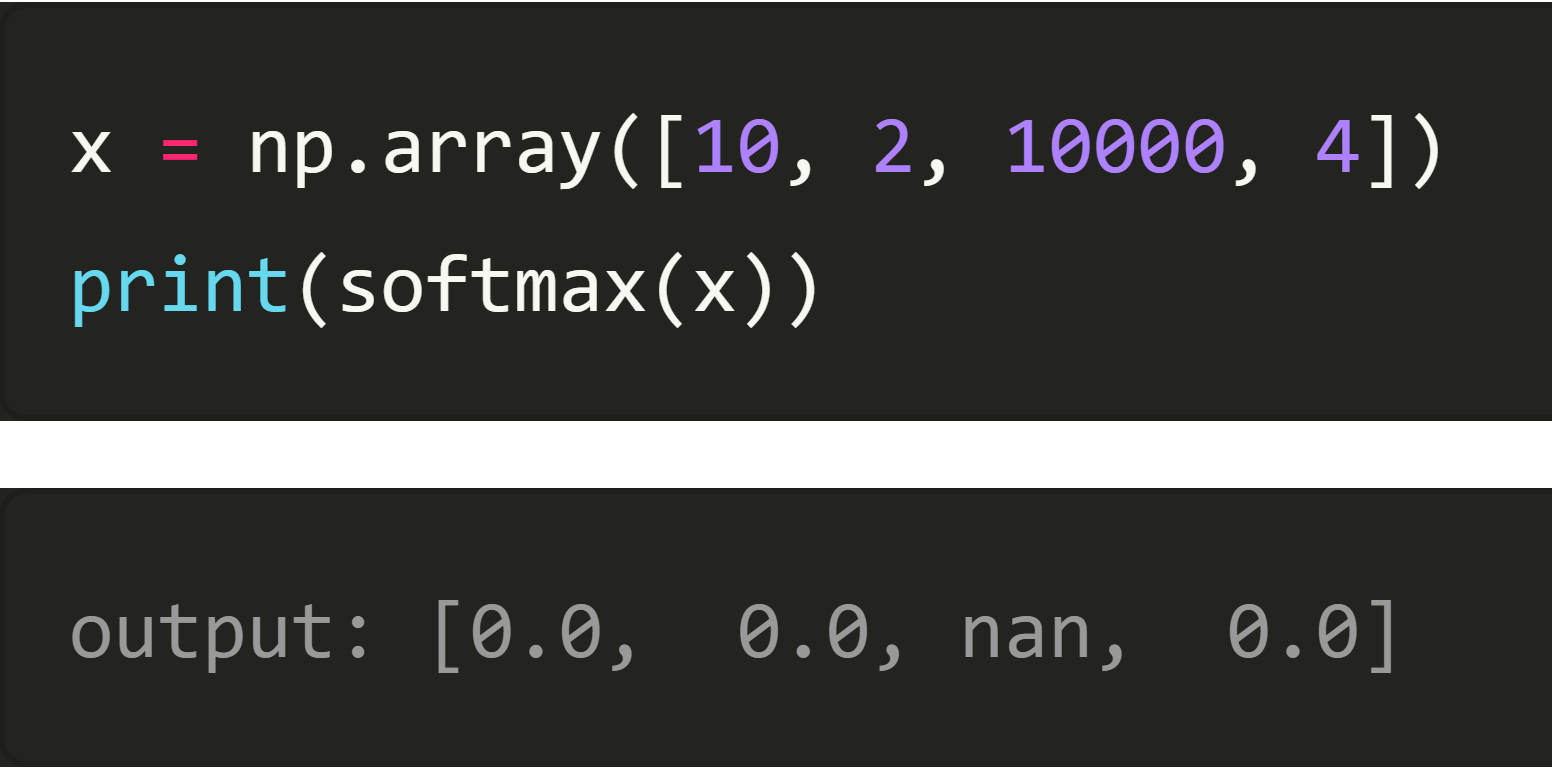 x = np.array([10, 2, 10000, 4])
print(softmax(x))
output: [0.0,  0.0, nan,  0.0]